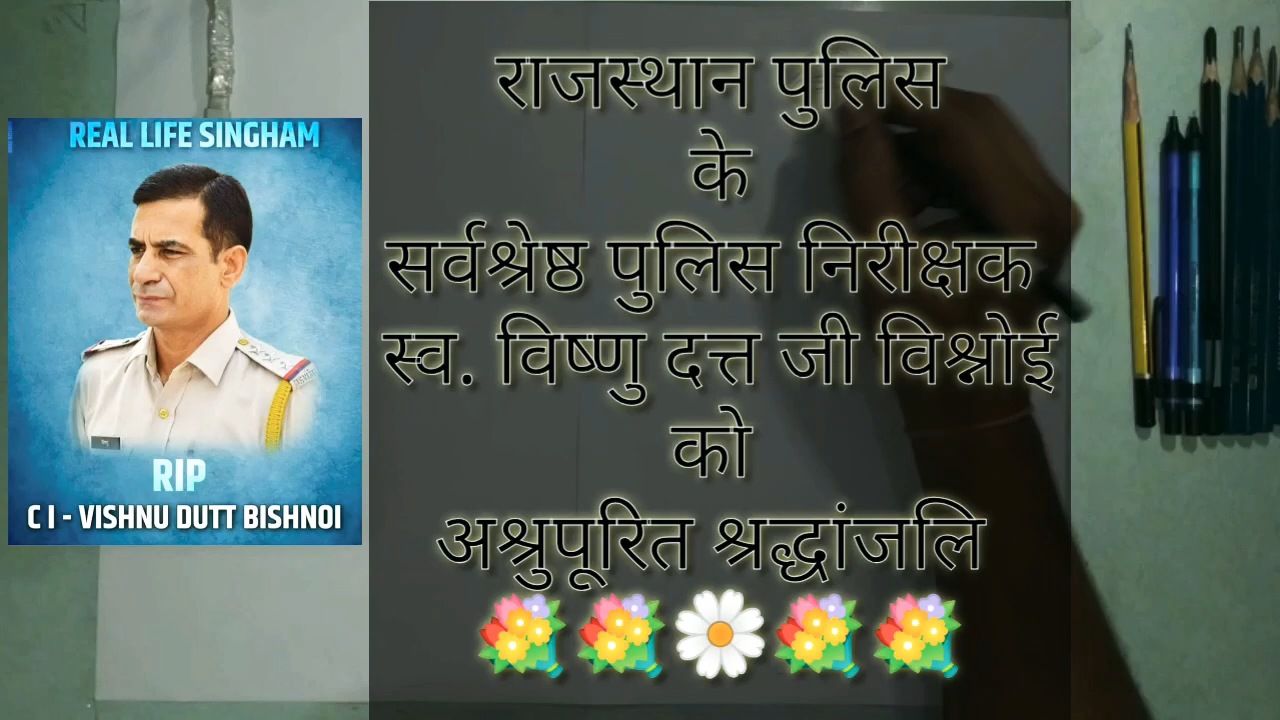 REAL LIFE SINGHAM
RIP
C I - VISHNU DUTT BISHNOI
राजस्थान पुलिस
के
सर्वश्रेष्ठ पुलिस निरीक्षक
स्व. विष्णु दत्त जी विश्नोई
को
अश्रुपूरित श्रद्धांजलि